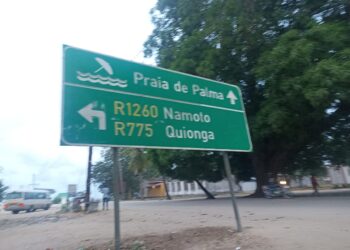 Praia de Palma
R1260 Namoto
R775 Quionga